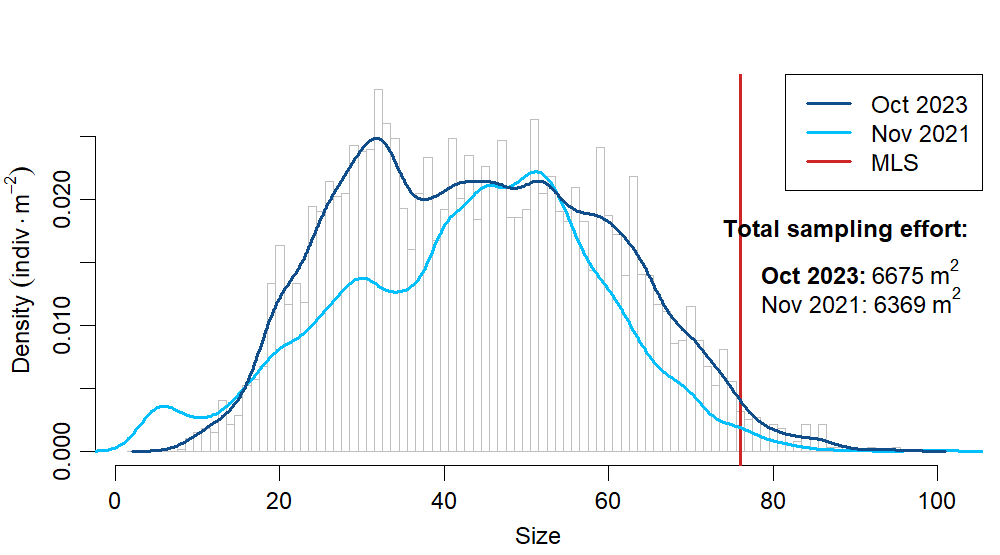 Oct 2023
Nov 2021
MLS
Total sampling effort:
Oct 2023: 6675 m²
Nov 2021: 6369 m²
Density (indiv · m⁻²)
0.020
0.010
0.000
0 20 40 60 80 100
Size